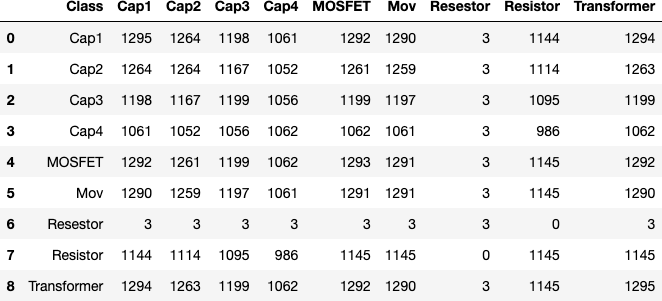 Class Cap1 Cap2 Cap3 Cap4 MOSFET Mov Resestor Resistor Transformer
0 Cap1 1295 1264 1198 1061 1292 1290 3 1144 1294
1 Cap2 1264 1264 1167 1052 1261 1259 3 1114 1263
2 Cap3 1198 1167 1199 1056 1199 1197 3 1095 1199
3 Cap4 1061 1052 1056 1062 1062 1061 3 986 1062
4 MOSFET 1292 1261 1199 1062 1293 1291 3 1145 1292
5 Mov 1290 1259 1197 1061 1291 1291 3 1145 1290
6 Resestor 3 3 3 3 3 3 3 0 3
7 Resistor 1144 1114 1095 986 1145 1145 0 1145 1145
8 Transformer 1294 1263 1199 1062 1292 1290 3 1145 1295